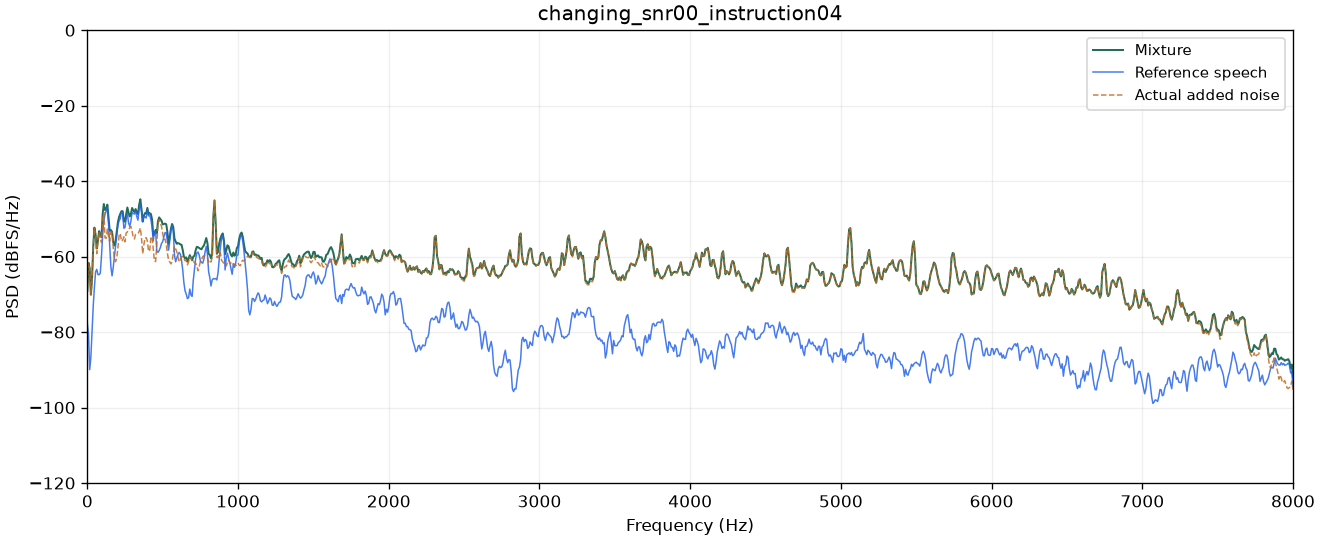 changing_snr00_instruction04
PSD (dBFS/Hz)
0
−20
−40
−60
−80
−100
−120
Mixture
Reference speech
Actual added noise
0 1000 2000 3000 4000 5000 6000 7000 8000
Frequency (Hz)